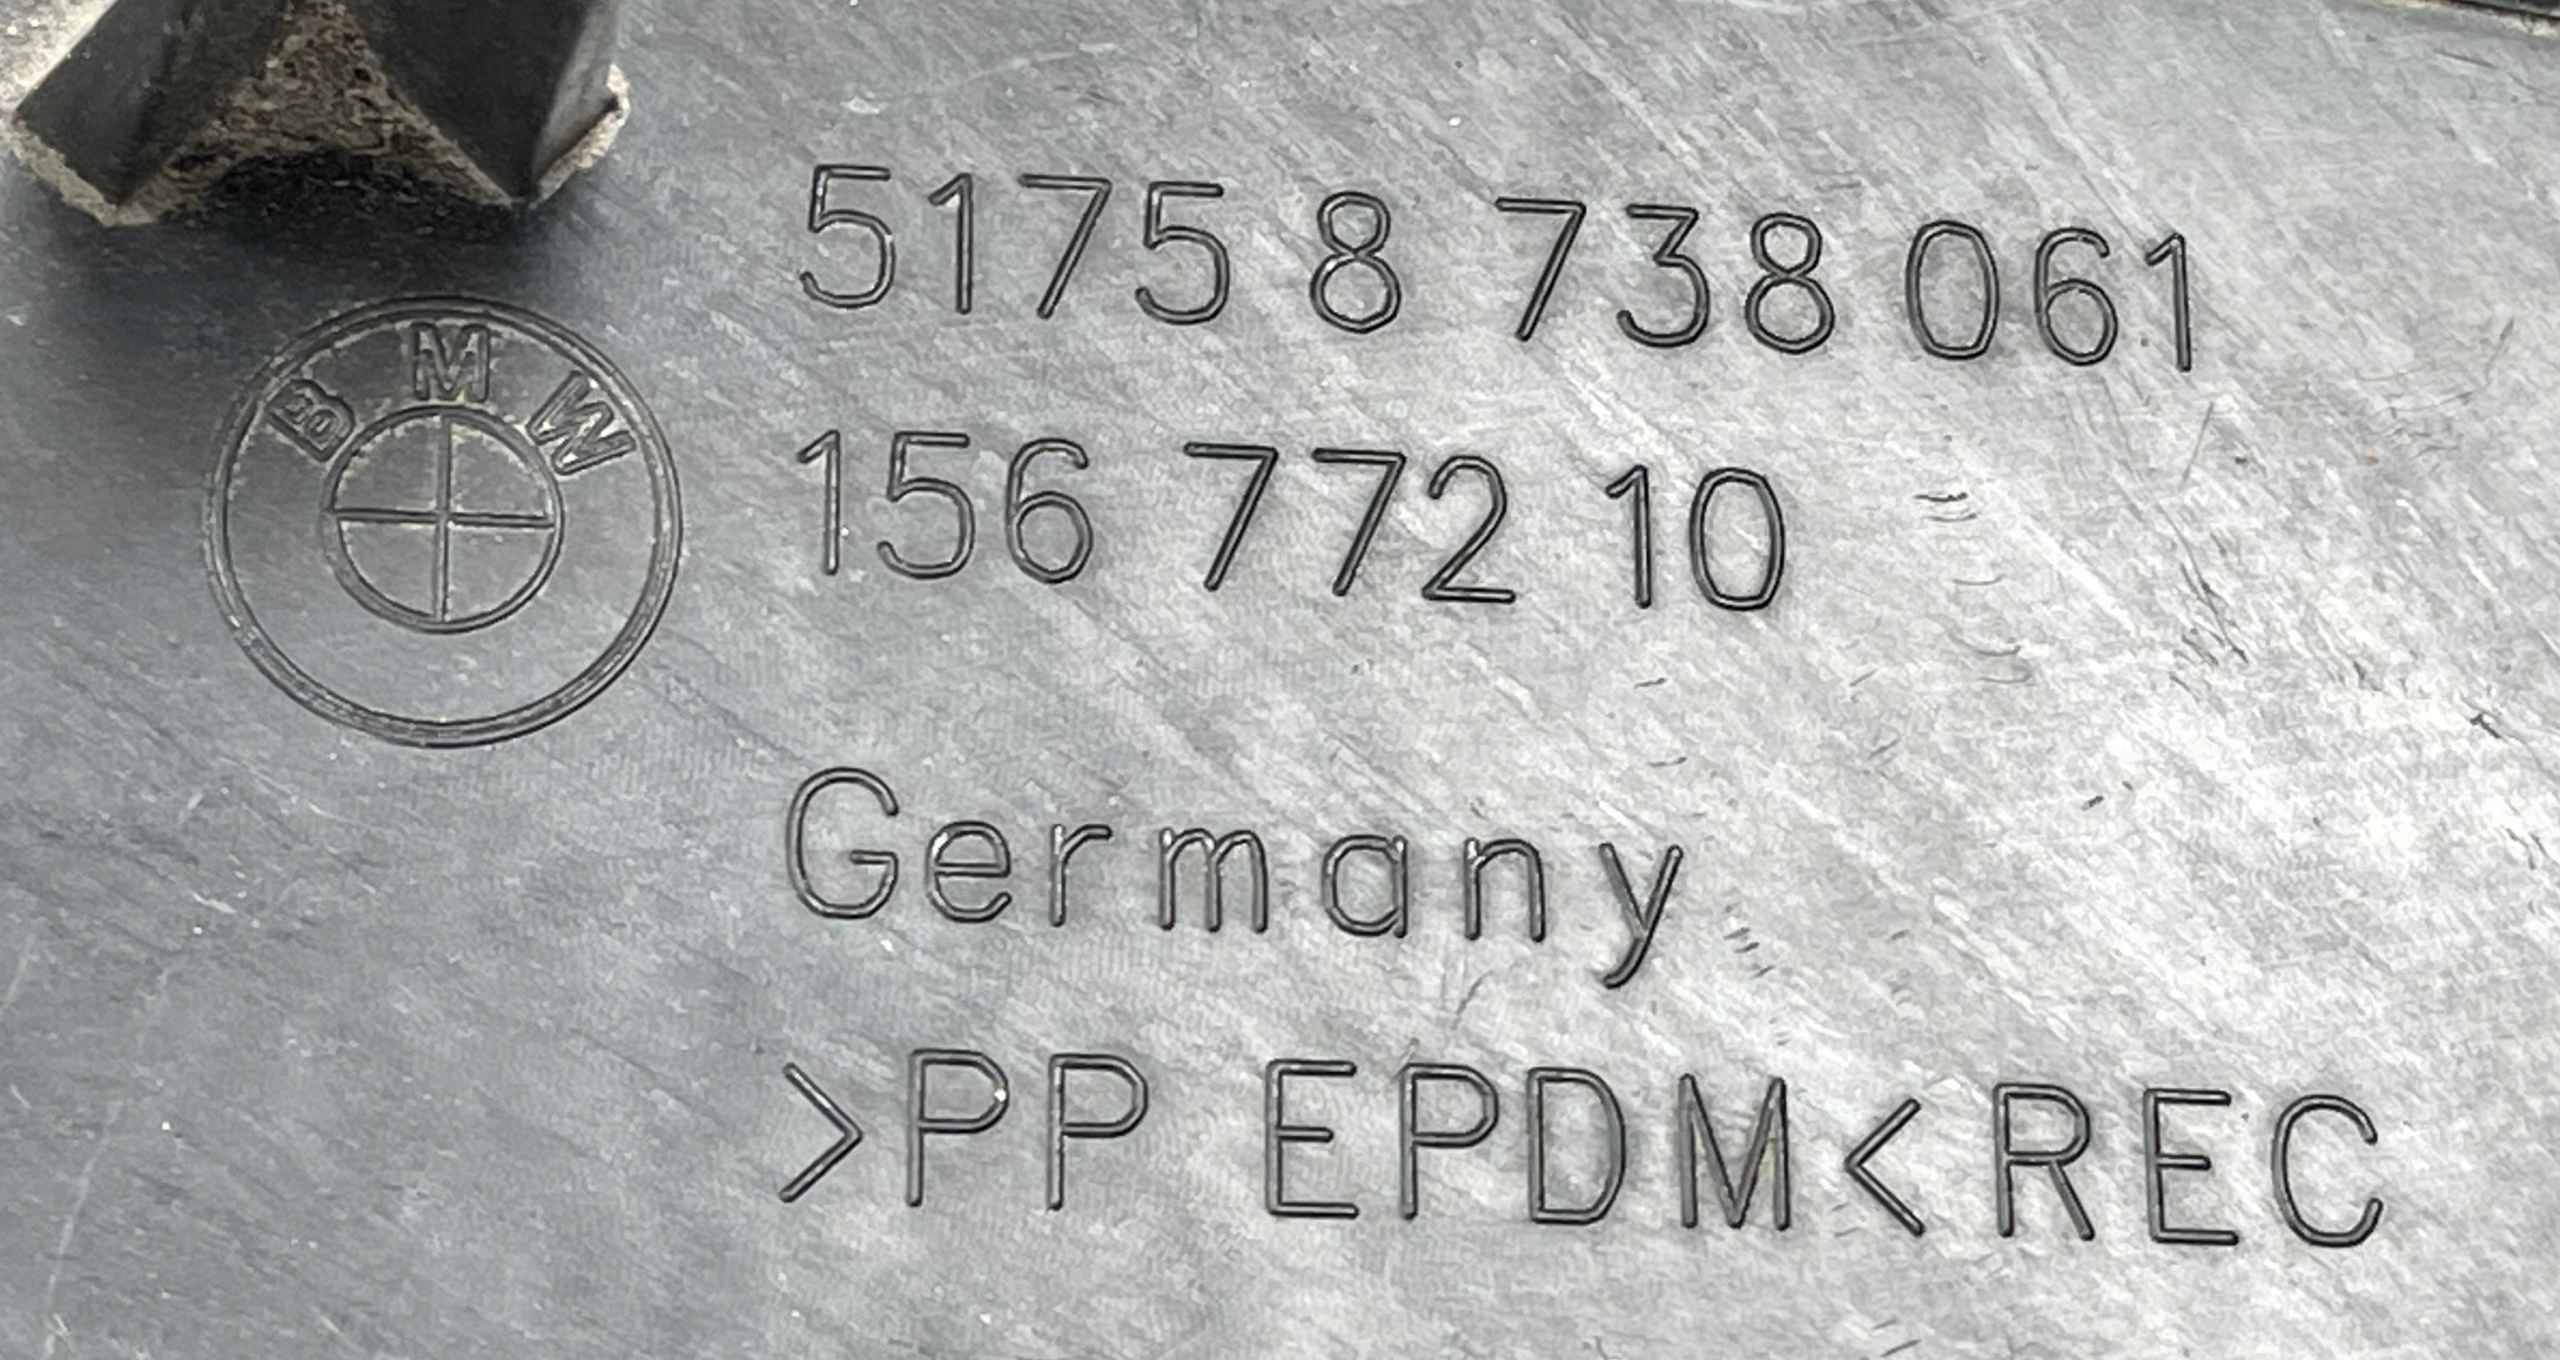 5175 8 738 061
BMW
156 772 10
Germany
>PP EPDM<REC